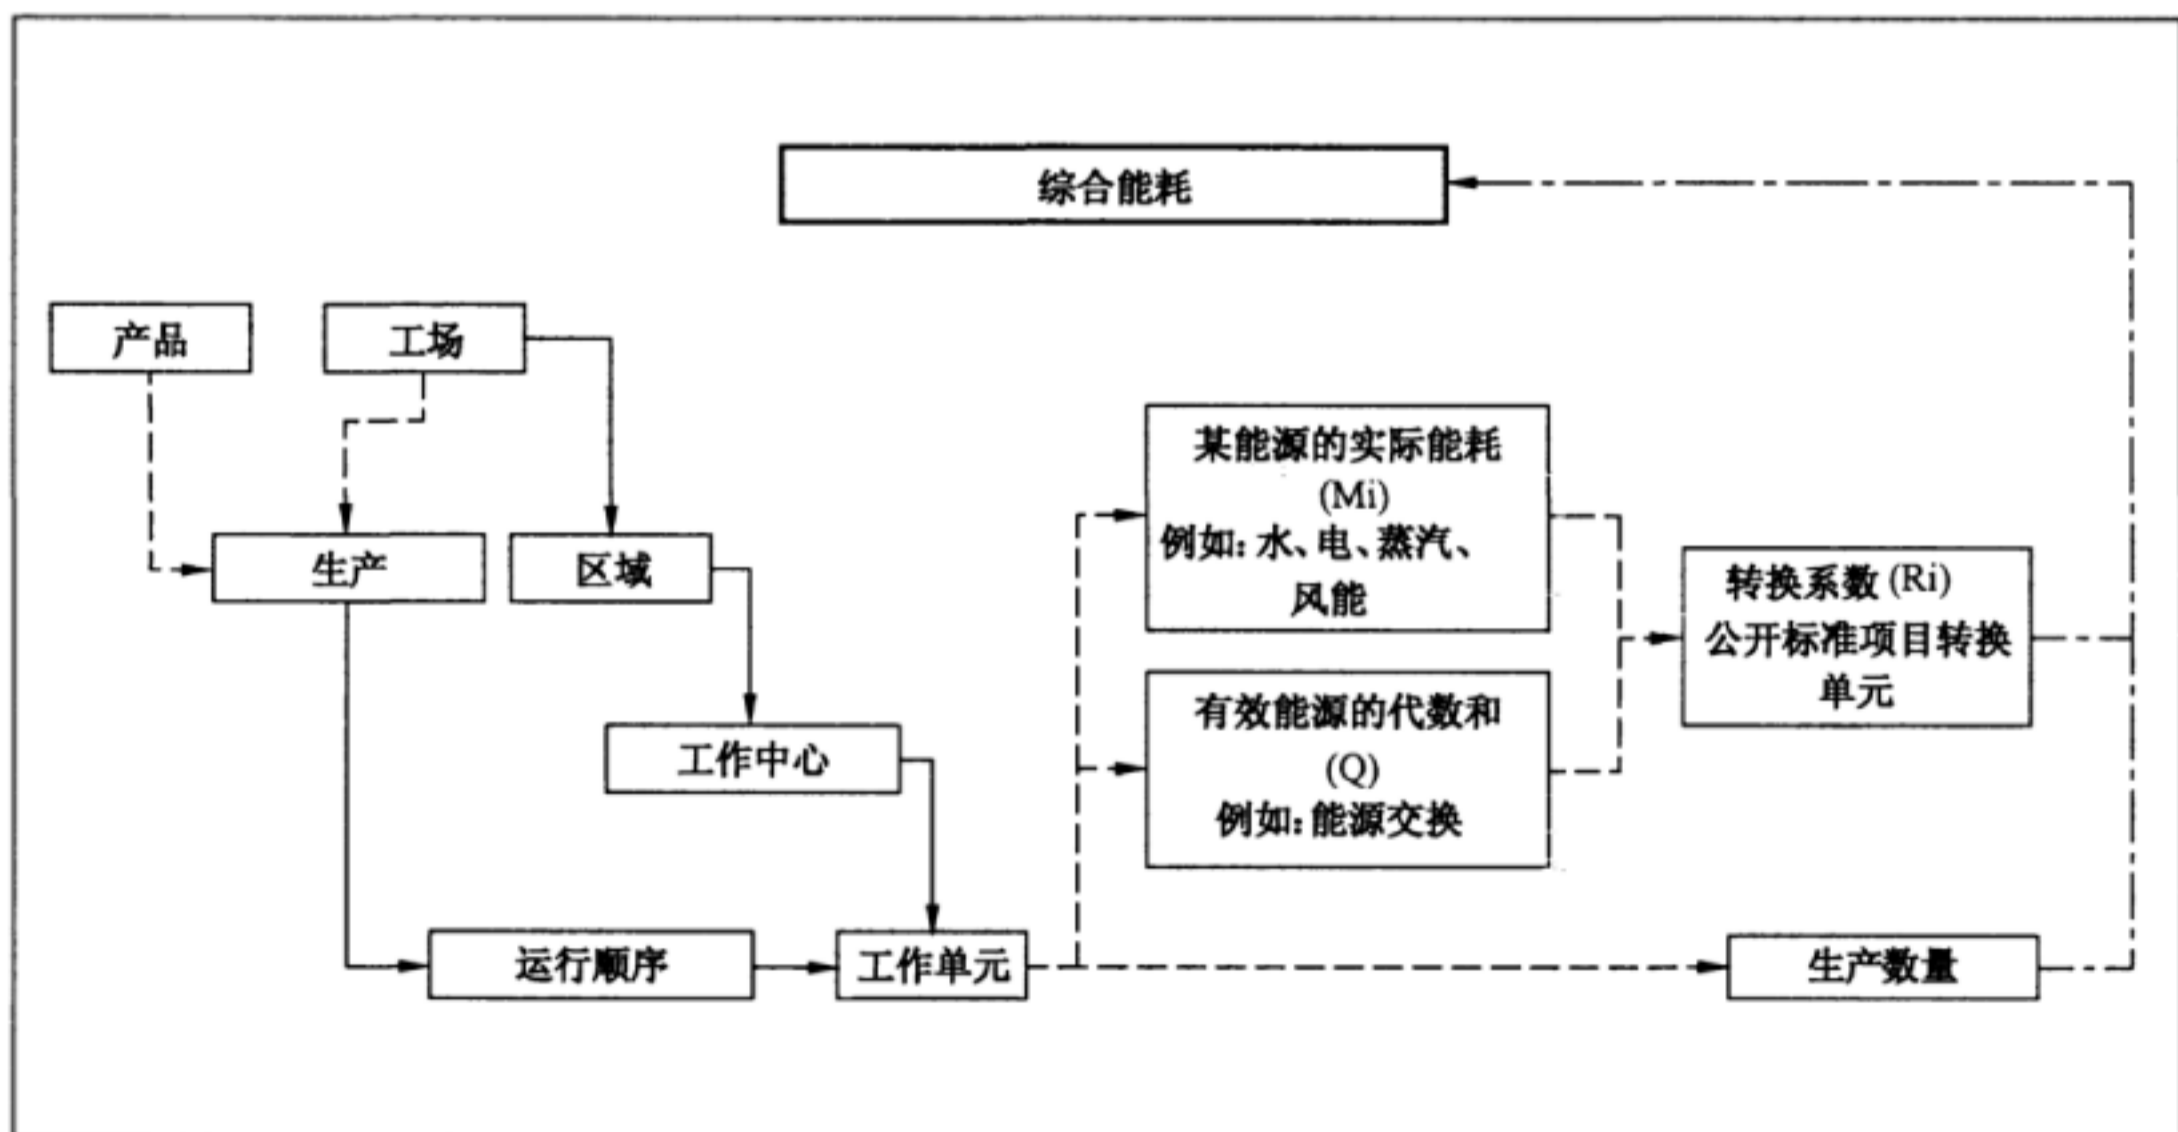 综合能耗
产品
工场
生产
区域
工作中心
运行顺序
工作单元
某能源的实际能耗
(Mi)
例如:水、电、蒸汽、
风能
有效能源的代数和
(Q)
例如:能源交换
转换系数(Ri)
公开标准项目转换
单元
生产数量